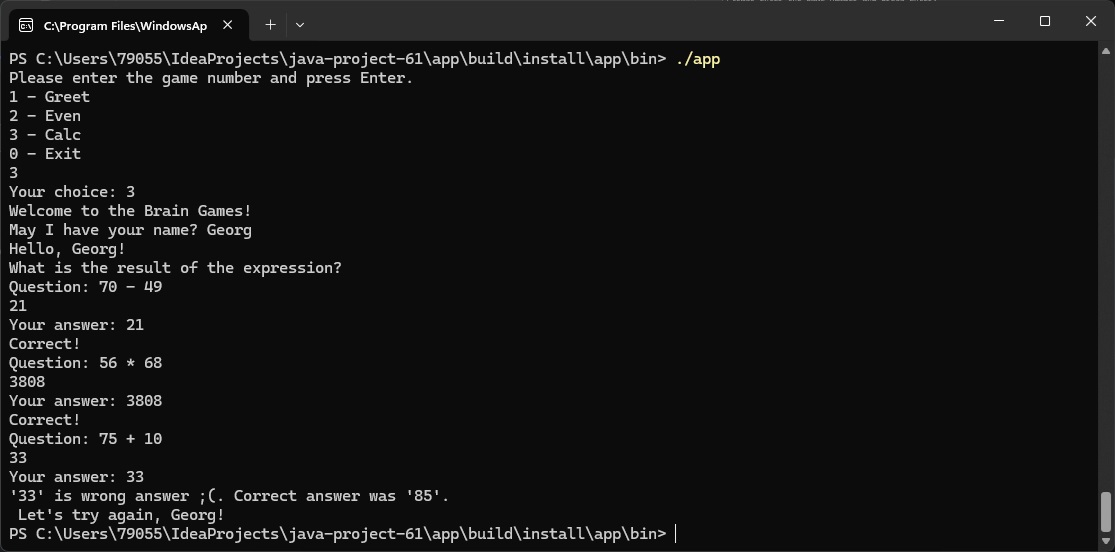 C:\Program Files\WindowsAp
PS C:\Users\79055\IdeaProjects\java-project-61\app\build\install\app\bin> ./app
Please enter the game number and press Enter.
1 - Greet
2 - Even
3 - Calc
0 - Exit
3
Your choice: 3
Welcome to the Brain Games!
May I have your name? Georg
Hello, Georg!
What is the result of the expression?
Question: 70 - 49
21
Your answer: 21
Correct!
Question: 56 * 68
3808
Your answer: 3808
Correct!
Question: 75 + 10
33
Your answer: 33
'33' is wrong answer ;(. Correct answer was '85'.
 Let's try again, Georg!
PS C:\Users\79055\IdeaProjects\java-project-61\app\build\install\app\bin>